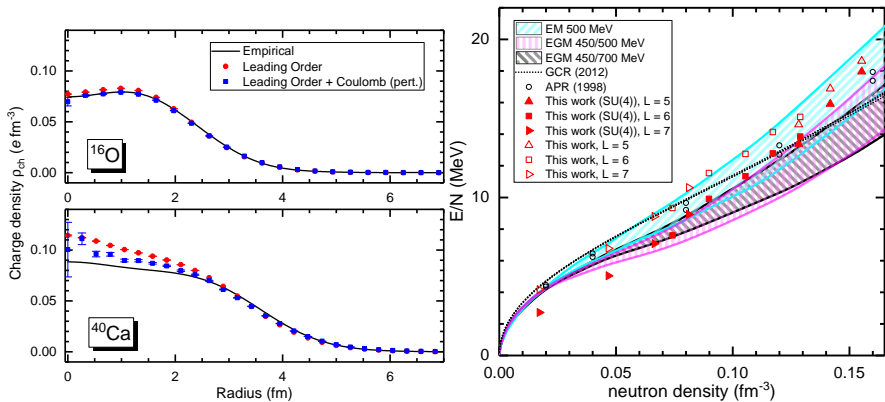 Empirical
Leading Order
Leading Order + Coulomb (pert.)
0.10
0.05
0.00
¹⁶O
0.10
0.05
0.00
⁴⁰Ca
0 2 4 6
Radius (fm)
Charge density ρch (e fm⁻³)
EM 500 MeV
EGM 450/500 MeV
EGM 450/700 MeV
GCR (2012)
APR (1998)
This work (SU(4)), L = 5
This work (SU(4)), L = 6
This work (SU(4)), L = 7
This work, L = 5
This work, L = 6
This work, L = 7
20
10
0
E/N (MeV)
0.00 0.05 0.10 0.15
neutron density (fm⁻³)